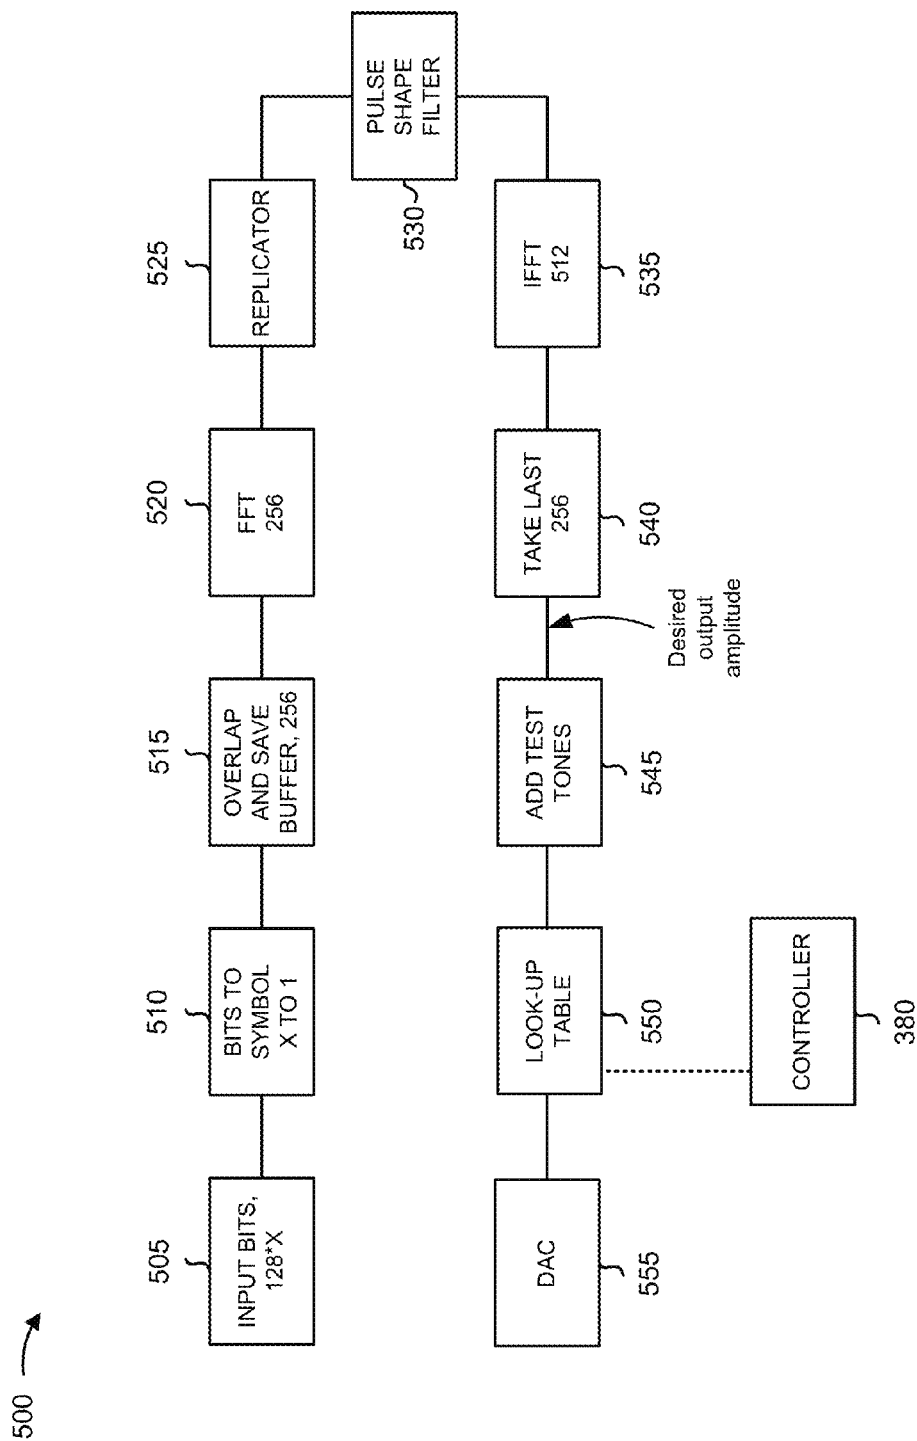 500
505
INPUT BITS,
128*X
510
BITS TO
SYMBOL
X TO 1
515
OVERLAP
AND SAVE
BUFFER, 256
520
FFT
256
525
REPLICATOR
PULSE
SHAPE
FILTER
530
IFFT
512
535
TAKE LAST
256
540
Desired
output
amplitude
ADD TEST
TONES
545
LOOK-UP
TABLE
550
DAC
555
CONTROLLER
380